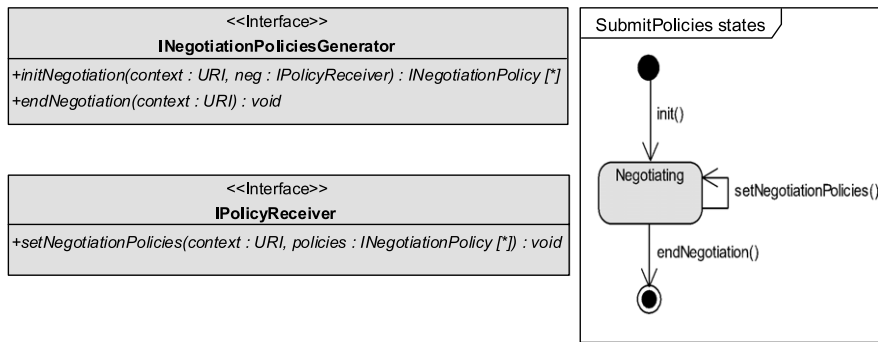 <<Interface>>
INegotiationPoliciesGenerator
+initNegotiation(context : URI, neg : IPolicyReceiver) : INegotiationPolicy [*]
+endNegotiation(context : URI) : void
<<Interface>>
IPolicyReceiver
+setNegotiationPolicies(context : URI, policies : INegotiationPolicy [*]) : void
SubmitPolicies states
init()
Negotiating
setNegotiationPolicies()
endNegotiation()